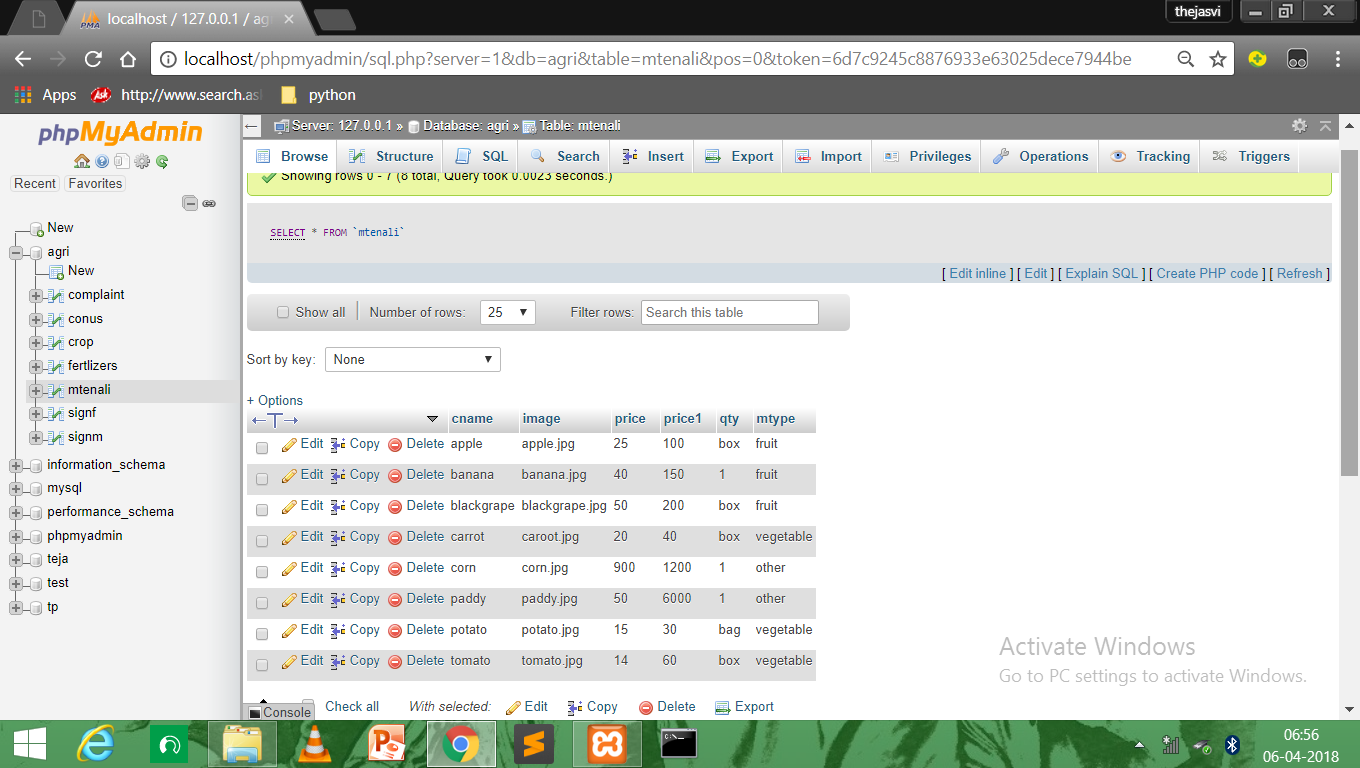 localhost / 127.0.0.1 / ag
thejasvi
localhost/phpmyadmin/sql.php?server=1&db=agri&table=mtenali&pos=0&token=6d7c9245c8876933e63025dece7944be
Apps Ask http://www.search.as python
phpMyAdmin
Recent Favorites
New
agri
New
complaint
conus
crop
fertlizers
mtenali
signf
signm
information_schema
mysql
performance_schema
phpmyadmin
teja
test
tp
Server: 127.0.0.1 » Database: agri » Table: mtenali
Browse Structure SQL Search Insert Export Import Privileges Operations Tracking Triggers
Showing rows 0 - 7 (8 total, Query took 0.0023 seconds.)
SELECT * FROM `mtenali`
[ Edit inline ] [ Edit ] [ Explain SQL ] [ Create PHP code ] [ Refresh ]
Show all Number of rows: 25 Filter rows: Search this table
Sort by key: None
+ Options
←T→ cname image price price1 qty mtype
Edit Copy Delete apple apple.jpg 25 100 box fruit
Edit Copy Delete banana banana.jpg 40 150 1 fruit
Edit Copy Delete blackgrape blackgrape.jpg 50 200 box fruit
Edit Copy Delete carrot caroot.jpg 20 40 box vegetable
Edit Copy Delete corn corn.jpg 900 1200 1 other
Edit Copy Delete paddy paddy.jpg 50 6000 1 other
Edit Copy Delete potato potato.jpg 15 30 bag vegetable
Edit Copy Delete tomato tomato.jpg 14 60 box vegetable
Console Check all With selected: Edit Copy Delete Export
Activate Windows
Go to PC settings to activate Windows.
06:56
06-04-2018